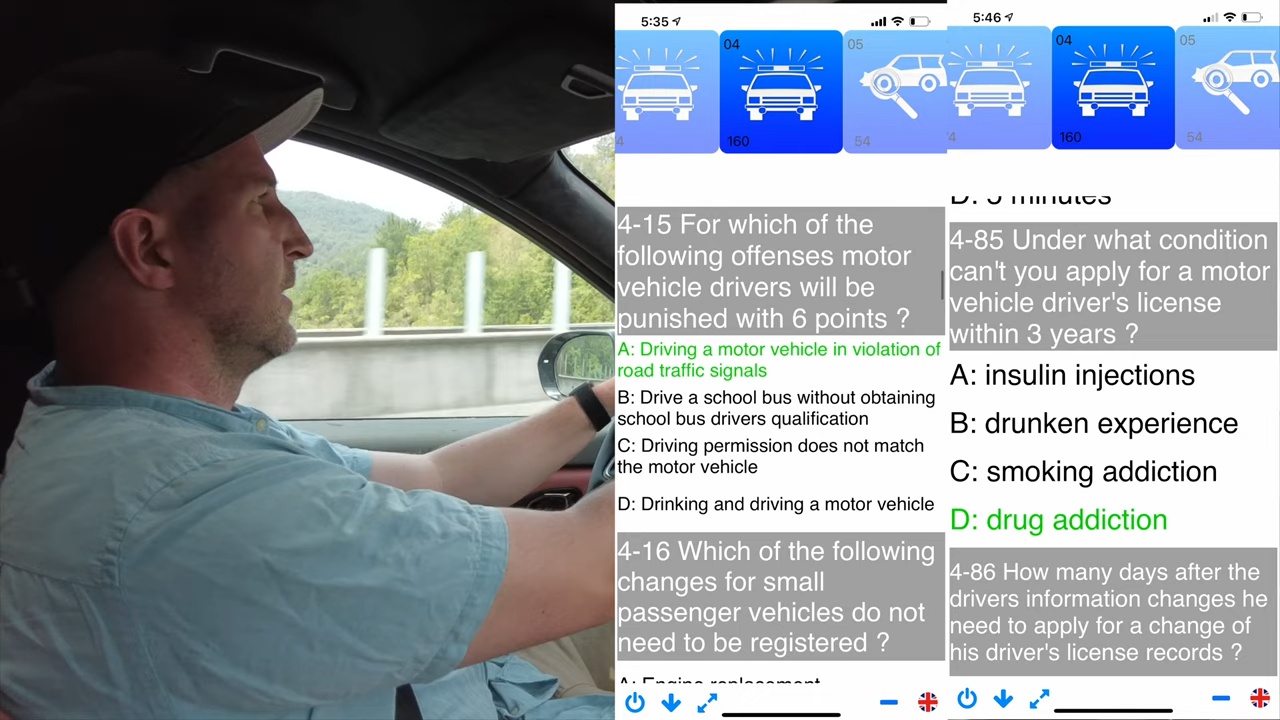 5:35
04
05
4
160
54
4-15 For which of the
following offenses motor
vehicle drivers will be
punished with 6 points ?
A: Driving a motor vehicle in violation of
road traffic signals
B: Drive a school bus without obtaining
school bus drivers qualification
C: Driving permission does not match
the motor vehicle
D: Drinking and driving a motor vehicle
4-16 Which of the following
changes for small
passenger vehicles do not
need to be registered ?
A: Engine replacement
5:46
04
05
4
160
54
D: 5 minutes
4-85 Under what condition
can't you apply for a motor
vehicle driver's license
within 3 years ?
A: insulin injections
B: drunken experience
C: smoking addiction
D: drug addiction
4-86 How many days after the
drivers information changes he
need to apply for a change of
his driver's license records ?